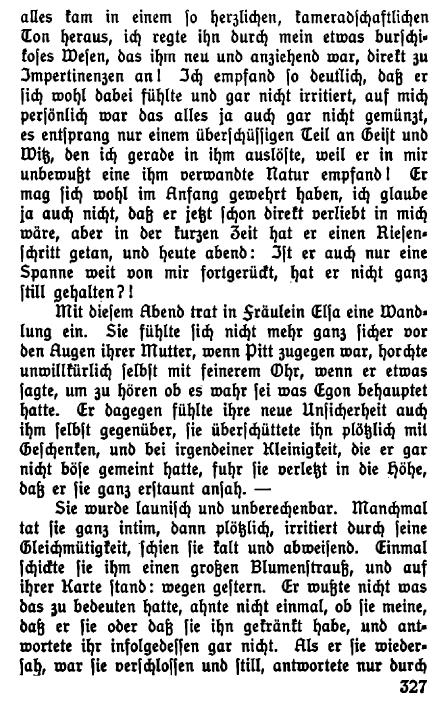 alles kam in einem so herzlichen, kameradschaftlichen
Ton heraus, ich regte ihn durch mein etwas burschi-
koses Wesen, das ihm neu und anziehend war, direkt zu
Impertinenzen an! Ich empfand so deutlich, daß er
sich wohl dabei fühlte und gar nicht irritiert, auf mich
persönlich war das alles ja auch gar nicht gemünzt,
es entsprang nur einem überschüssigen Teil an Geist und
Witz, den ich gerade in ihm auslöste, weil er in mir
unbewußt eine ihm verwandte Natur empfand! Er
mag sich wohl im Anfang gewehrt haben, ich glaube
ja auch nicht, daß er jetzt schon direkt verliebt in mich
wäre, aber in der kurzen Zeit hat er einen Riesen-
schritt getan, und heute abend: Ist er auch nur eine
Spanne weit von mir fortgerückt, hat er nicht ganz
still gehalten?!
Mit diesem Abend trat in Fräulein Elsa eine Wand-
lung ein. Sie fühlte sich nicht mehr ganz sicher vor
den Augen ihrer Mutter, wenn Pitt zugegen war, horchte
unwillkürlich selbst mit feinerem Ohr, wenn er etwas
sagte, um zu hören ob es wahr sei was Egon behauptet
hatte. Er dagegen fühlte ihre neue Unsicherheit auch
ihm selbst gegenüber, sie überschüttete ihn plötzlich mit
Geschenken, und bei irgendeiner Kleinigkeit, die er gar
nicht böse gemeint hatte, fuhr sie verletzt in die Höhe,
daß er sie ganz erstaunt ansah. —
Sie wurde launisch und unberechenbar. Manchmal
tat sie ganz intim, dann plötzlich, irritiert durch seine
Gleichmütigkeit, schien sie kalt und abweisend. Einmal
schickte sie ihm einen großen Blumenstrauß, und auf
ihrer Karte stand: wegen gestern. Er wußte nicht was
das zu bedeuten hatte, ahnte nicht einmal, ob sie meine,
daß er sie oder daß sie ihn gekränkt habe, und ant-
wortete ihr infolgedessen gar nicht. Als er sie wieder-
sah, war sie verschlossen und still, antwortete nur durch
327